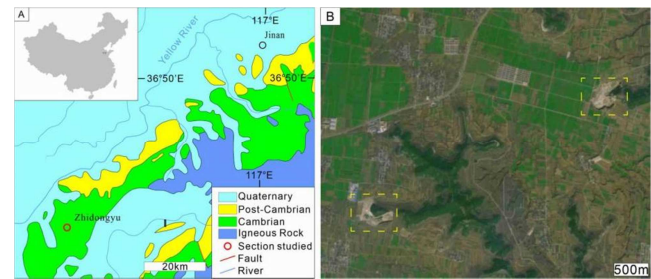 A
117°E
Jinan
Yellow River
36°50′E
36°50′E
117°E
Zhidongyu
Quaternary
Post-Cambrian
Cambrian
Igneous Rock
Section studied
Fault
River
20km
B
500m